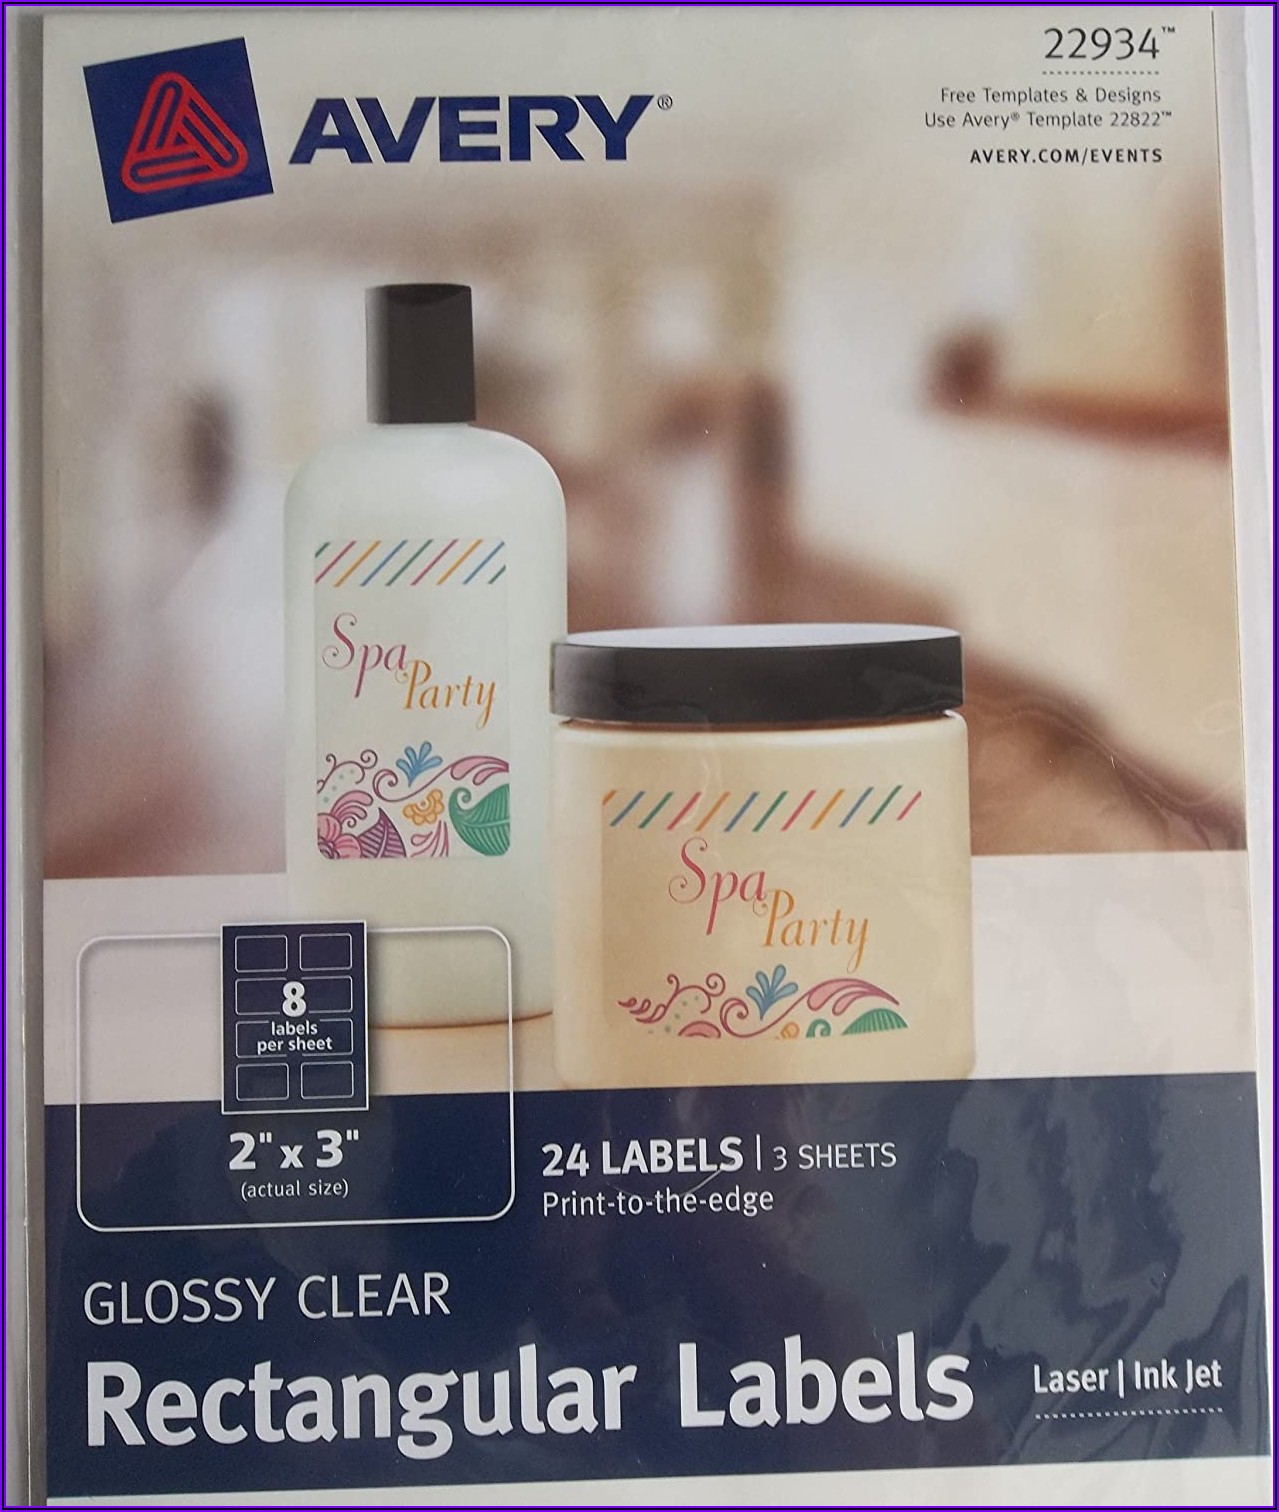 AVERY®
22934™
Free Templates & Designs
Use Avery® Template 22822™
AVERY.COM/EVENTS
Spa
Party
Spa
Party
8
labels
per sheet
2" x 3"
(actual size)
24 LABELS | 3 SHEETS
Print-to-the-edge
GLOSSY CLEAR
Rectangular Labels
Laser | Ink Jet